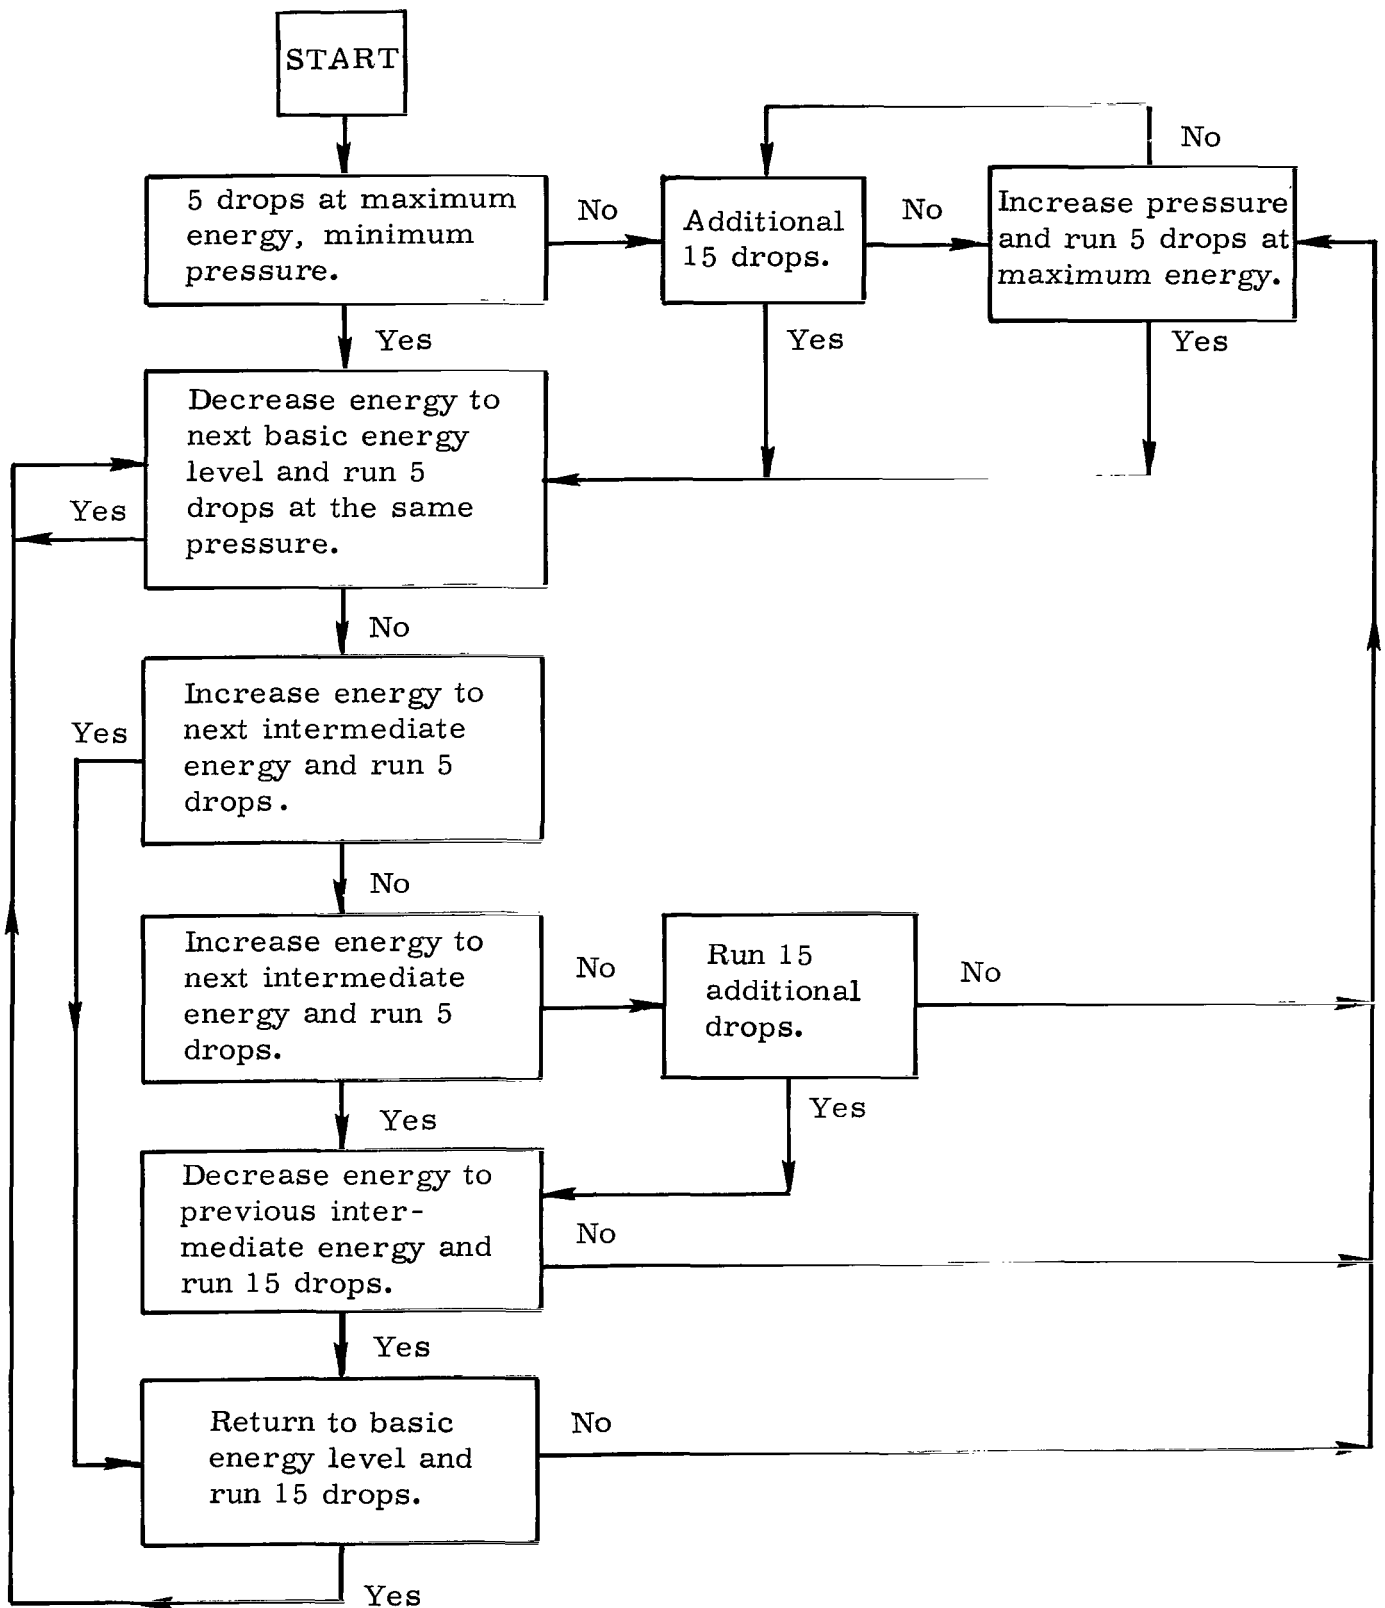 START
No
5 drops at maximum
energy, minimum
pressure.
No
Additional
15 drops.
No
Increase pressure
and run 5 drops at
maximum energy.
Yes
Yes
Yes
Decrease energy to
next basic energy
level and run 5
drops at the same
pressure.
Yes
No
Increase energy to
next intermediate
energy and run 5
drops.
Yes
No
Increase energy to
next intermediate
energy and run 5
drops.
No
Run 15
additional
drops.
No
Yes
Yes
Decrease energy to
previous inter-
mediate energy and
run 15 drops.
No
Yes
Return to basic
energy level and
run 15 drops.
No
Yes